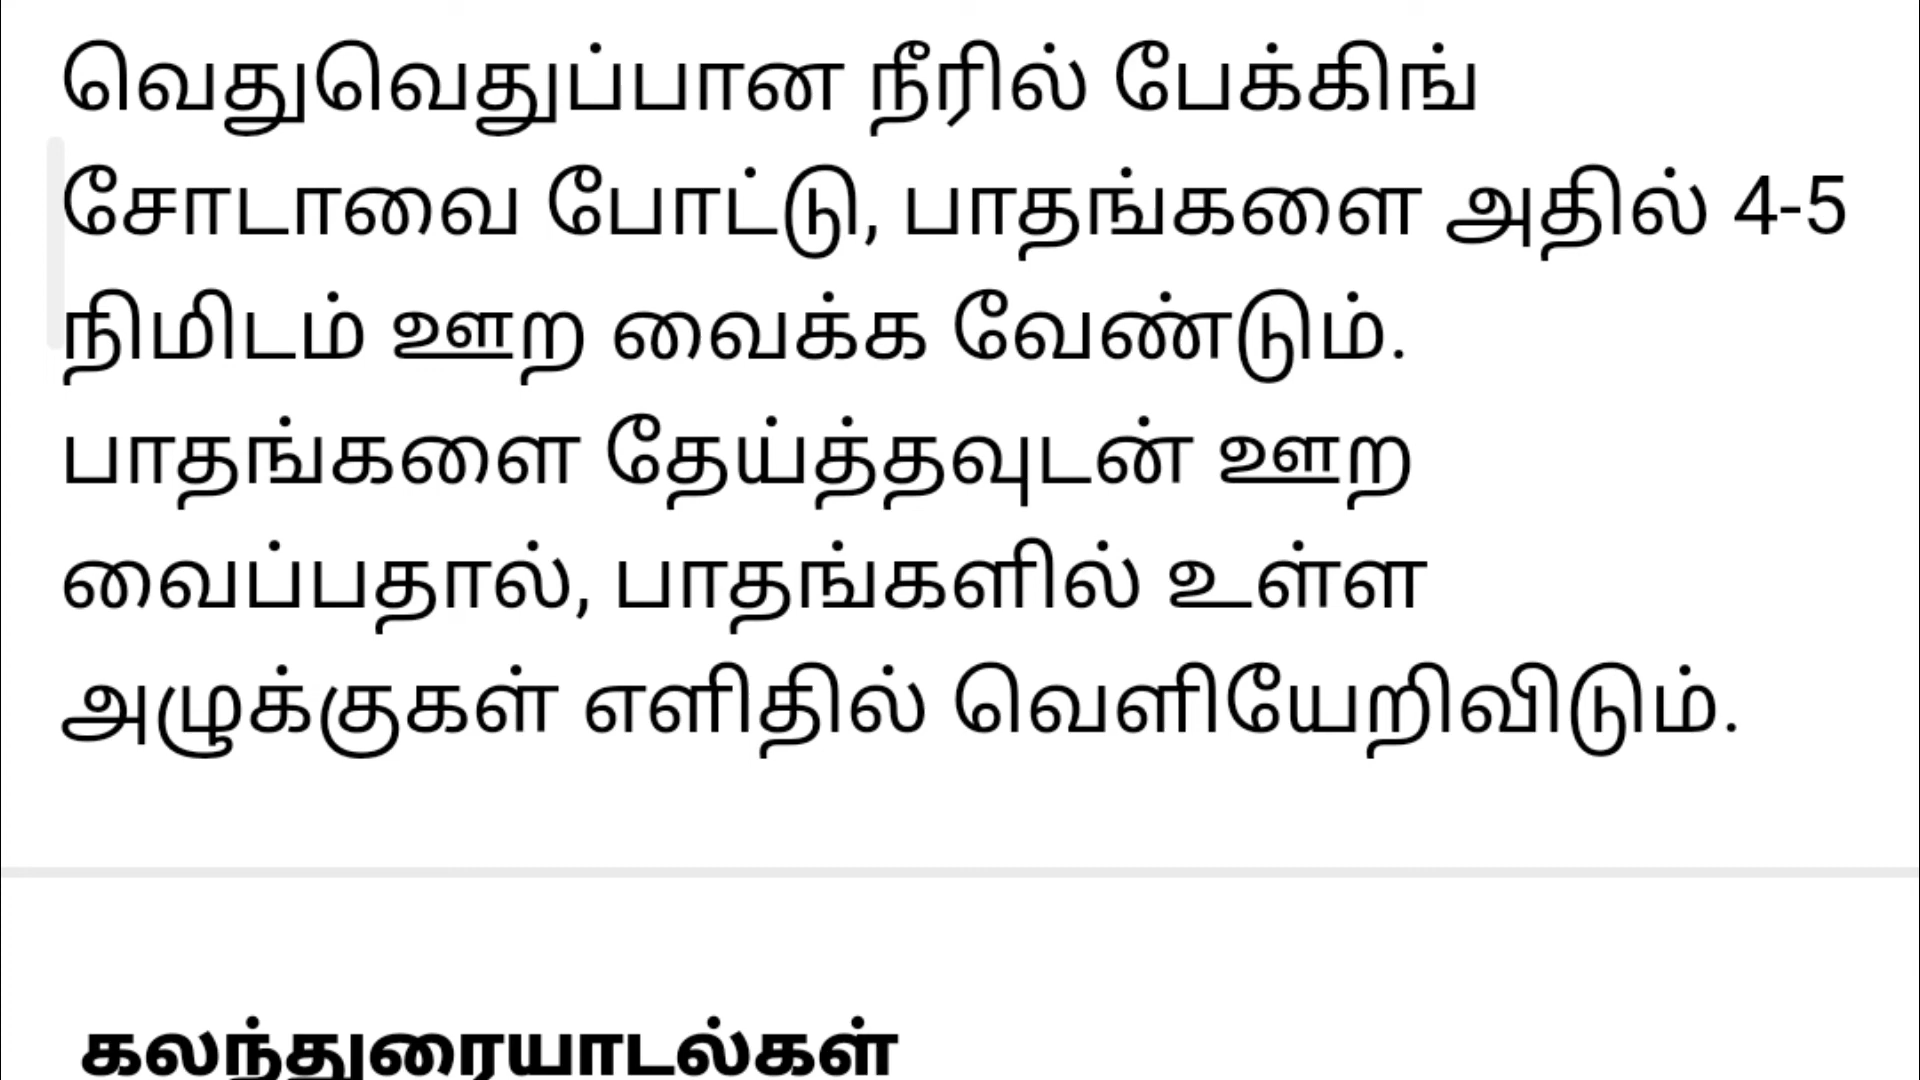 வெதுவெதுப்பான நீரில் பேக்கிங்
சோடாவை போட்டு, பாதங்களை அதில் 4-5
நிமிடம் ஊற வைக்க வேண்டும்.
பாதங்களை தேய்த்தவுடன் ஊற
வைப்பதால், பாதங்களில் உள்ள
அழுக்குகள் எளிதில் வெளியேறிவிடும்.
கலந்துரையாடல்கள்